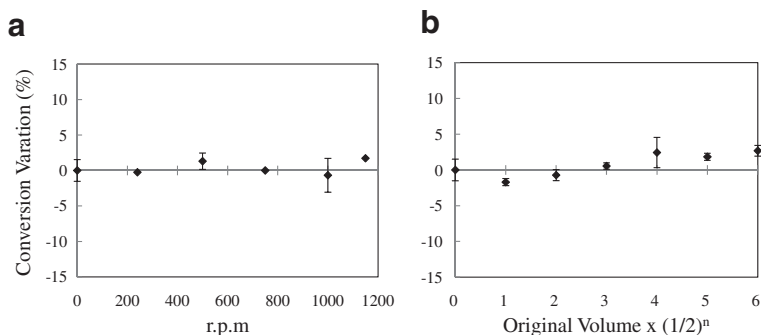 a
15
10
5
0
-5
-10
-15
Conversion Varation (%)
0 200 400 600 800 1000 1200
r.p.m
b
15
10
5
0
-5
-10
-15
0 1 2 3 4 5 6
Original Volume x (1/2)ⁿ